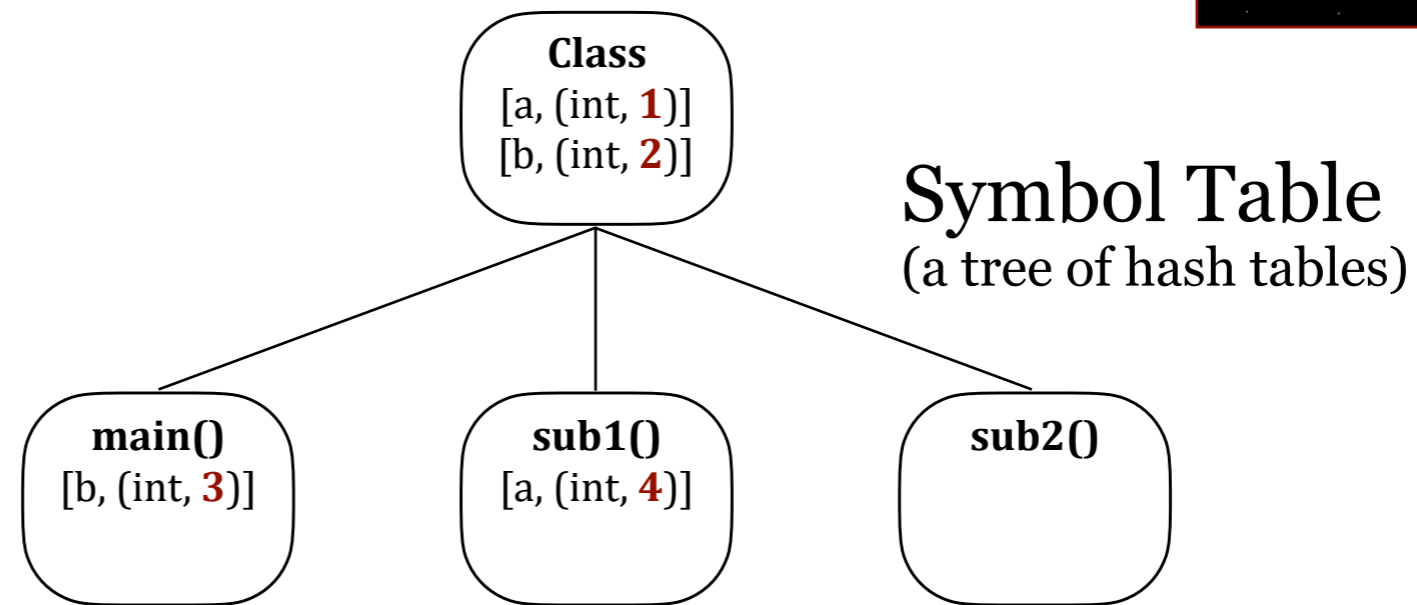 Class
[a, (int, 1)]
[b, (int, 2)]
Symbol Table
(a tree of hash tables)
main()
[b, (int, 3)]
sub1()
[a, (int, 4)]
sub2()